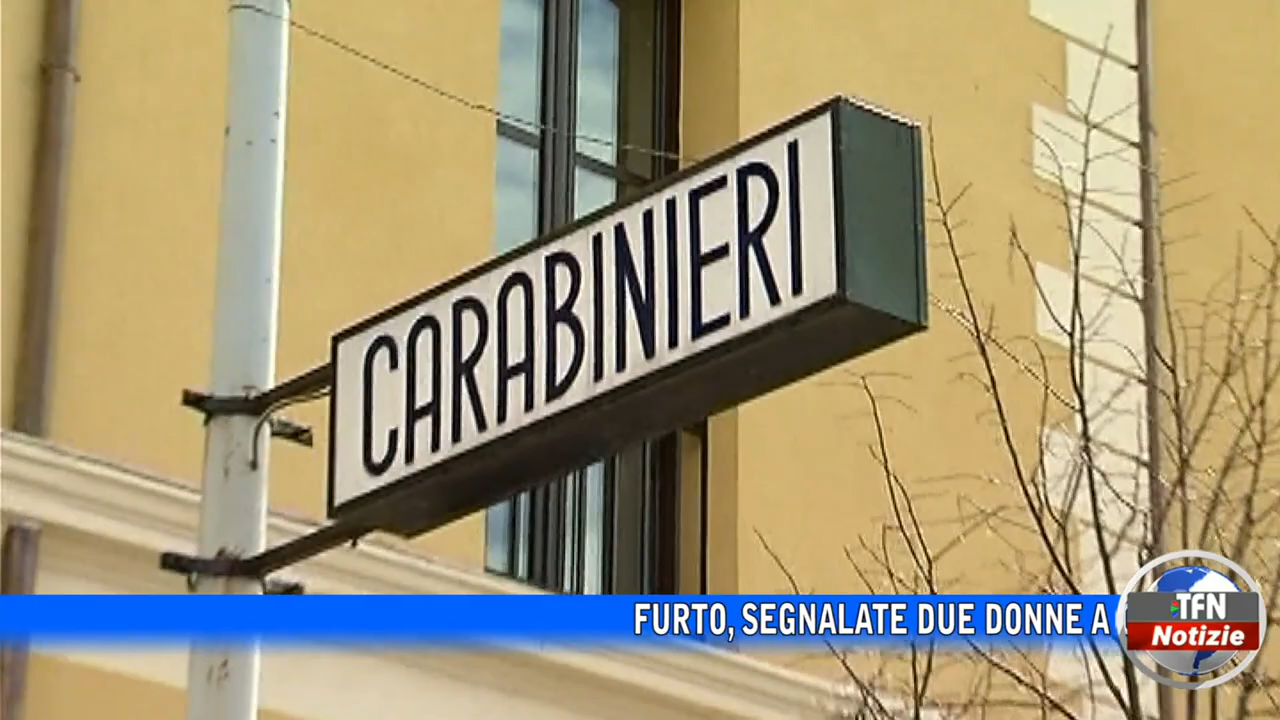 CARABINIERI
FURTO, SEGNALATE DUE DONNE A
TFN
Notizie